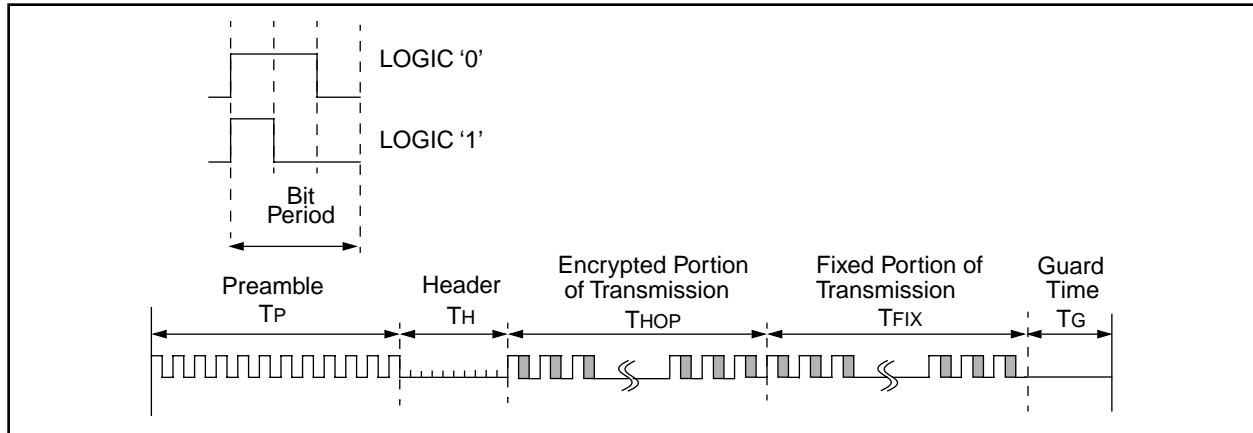 LOGIC ‘0’
LOGIC ‘1’
Bit
Period
Preamble
TP
Header
TH
Encrypted Portion
of Transmission
THOP
Fixed Portion of
Transmission
TFIX
Guard
Time
TG